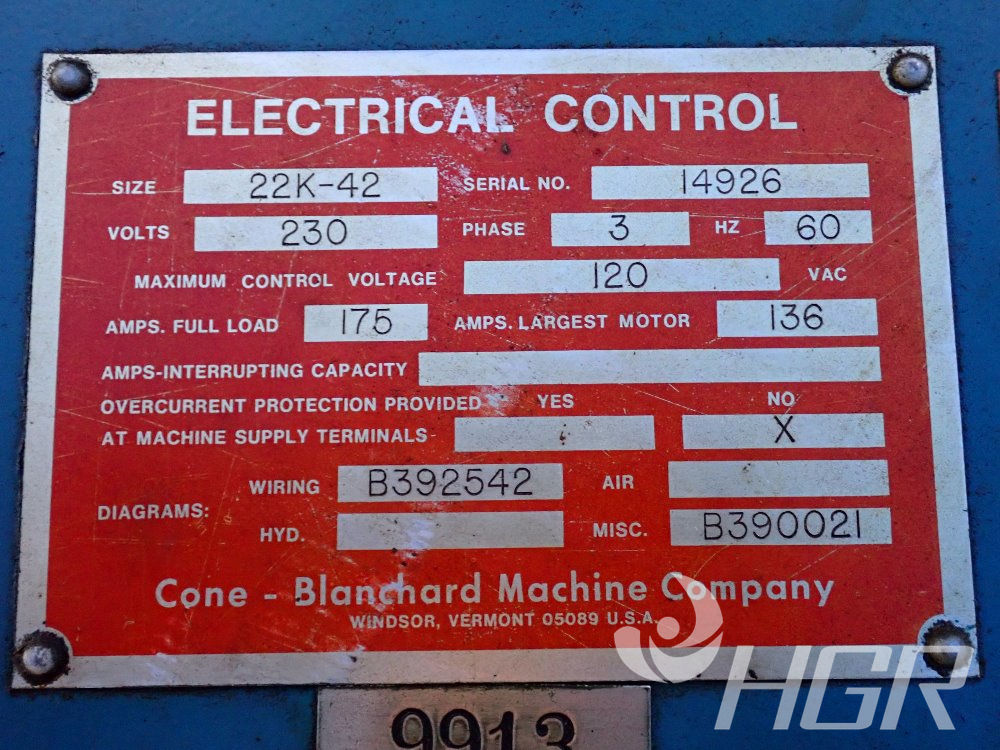 ELECTRICAL CONTROL
SIZE 22K-42 SERIAL NO. 14926
VOLTS 230 PHASE 3 HZ 60
MAXIMUM CONTROL VOLTAGE 120 VAC
AMPS. FULL LOAD 175 AMPS. LARGEST MOTOR 136
AMPS-INTERRUPTING CAPACITY
OVERCURRENT PROTECTION PROVIDED YES NO
AT MACHINE SUPPLY TERMINALS X
WIRING B392542 AIR
DIAGRAMS:
HYD. MISC. B390021
Cone - Blanchard Machine Company
WINDSOR, VERMONT 05089 U.S.A.
HGR
9913